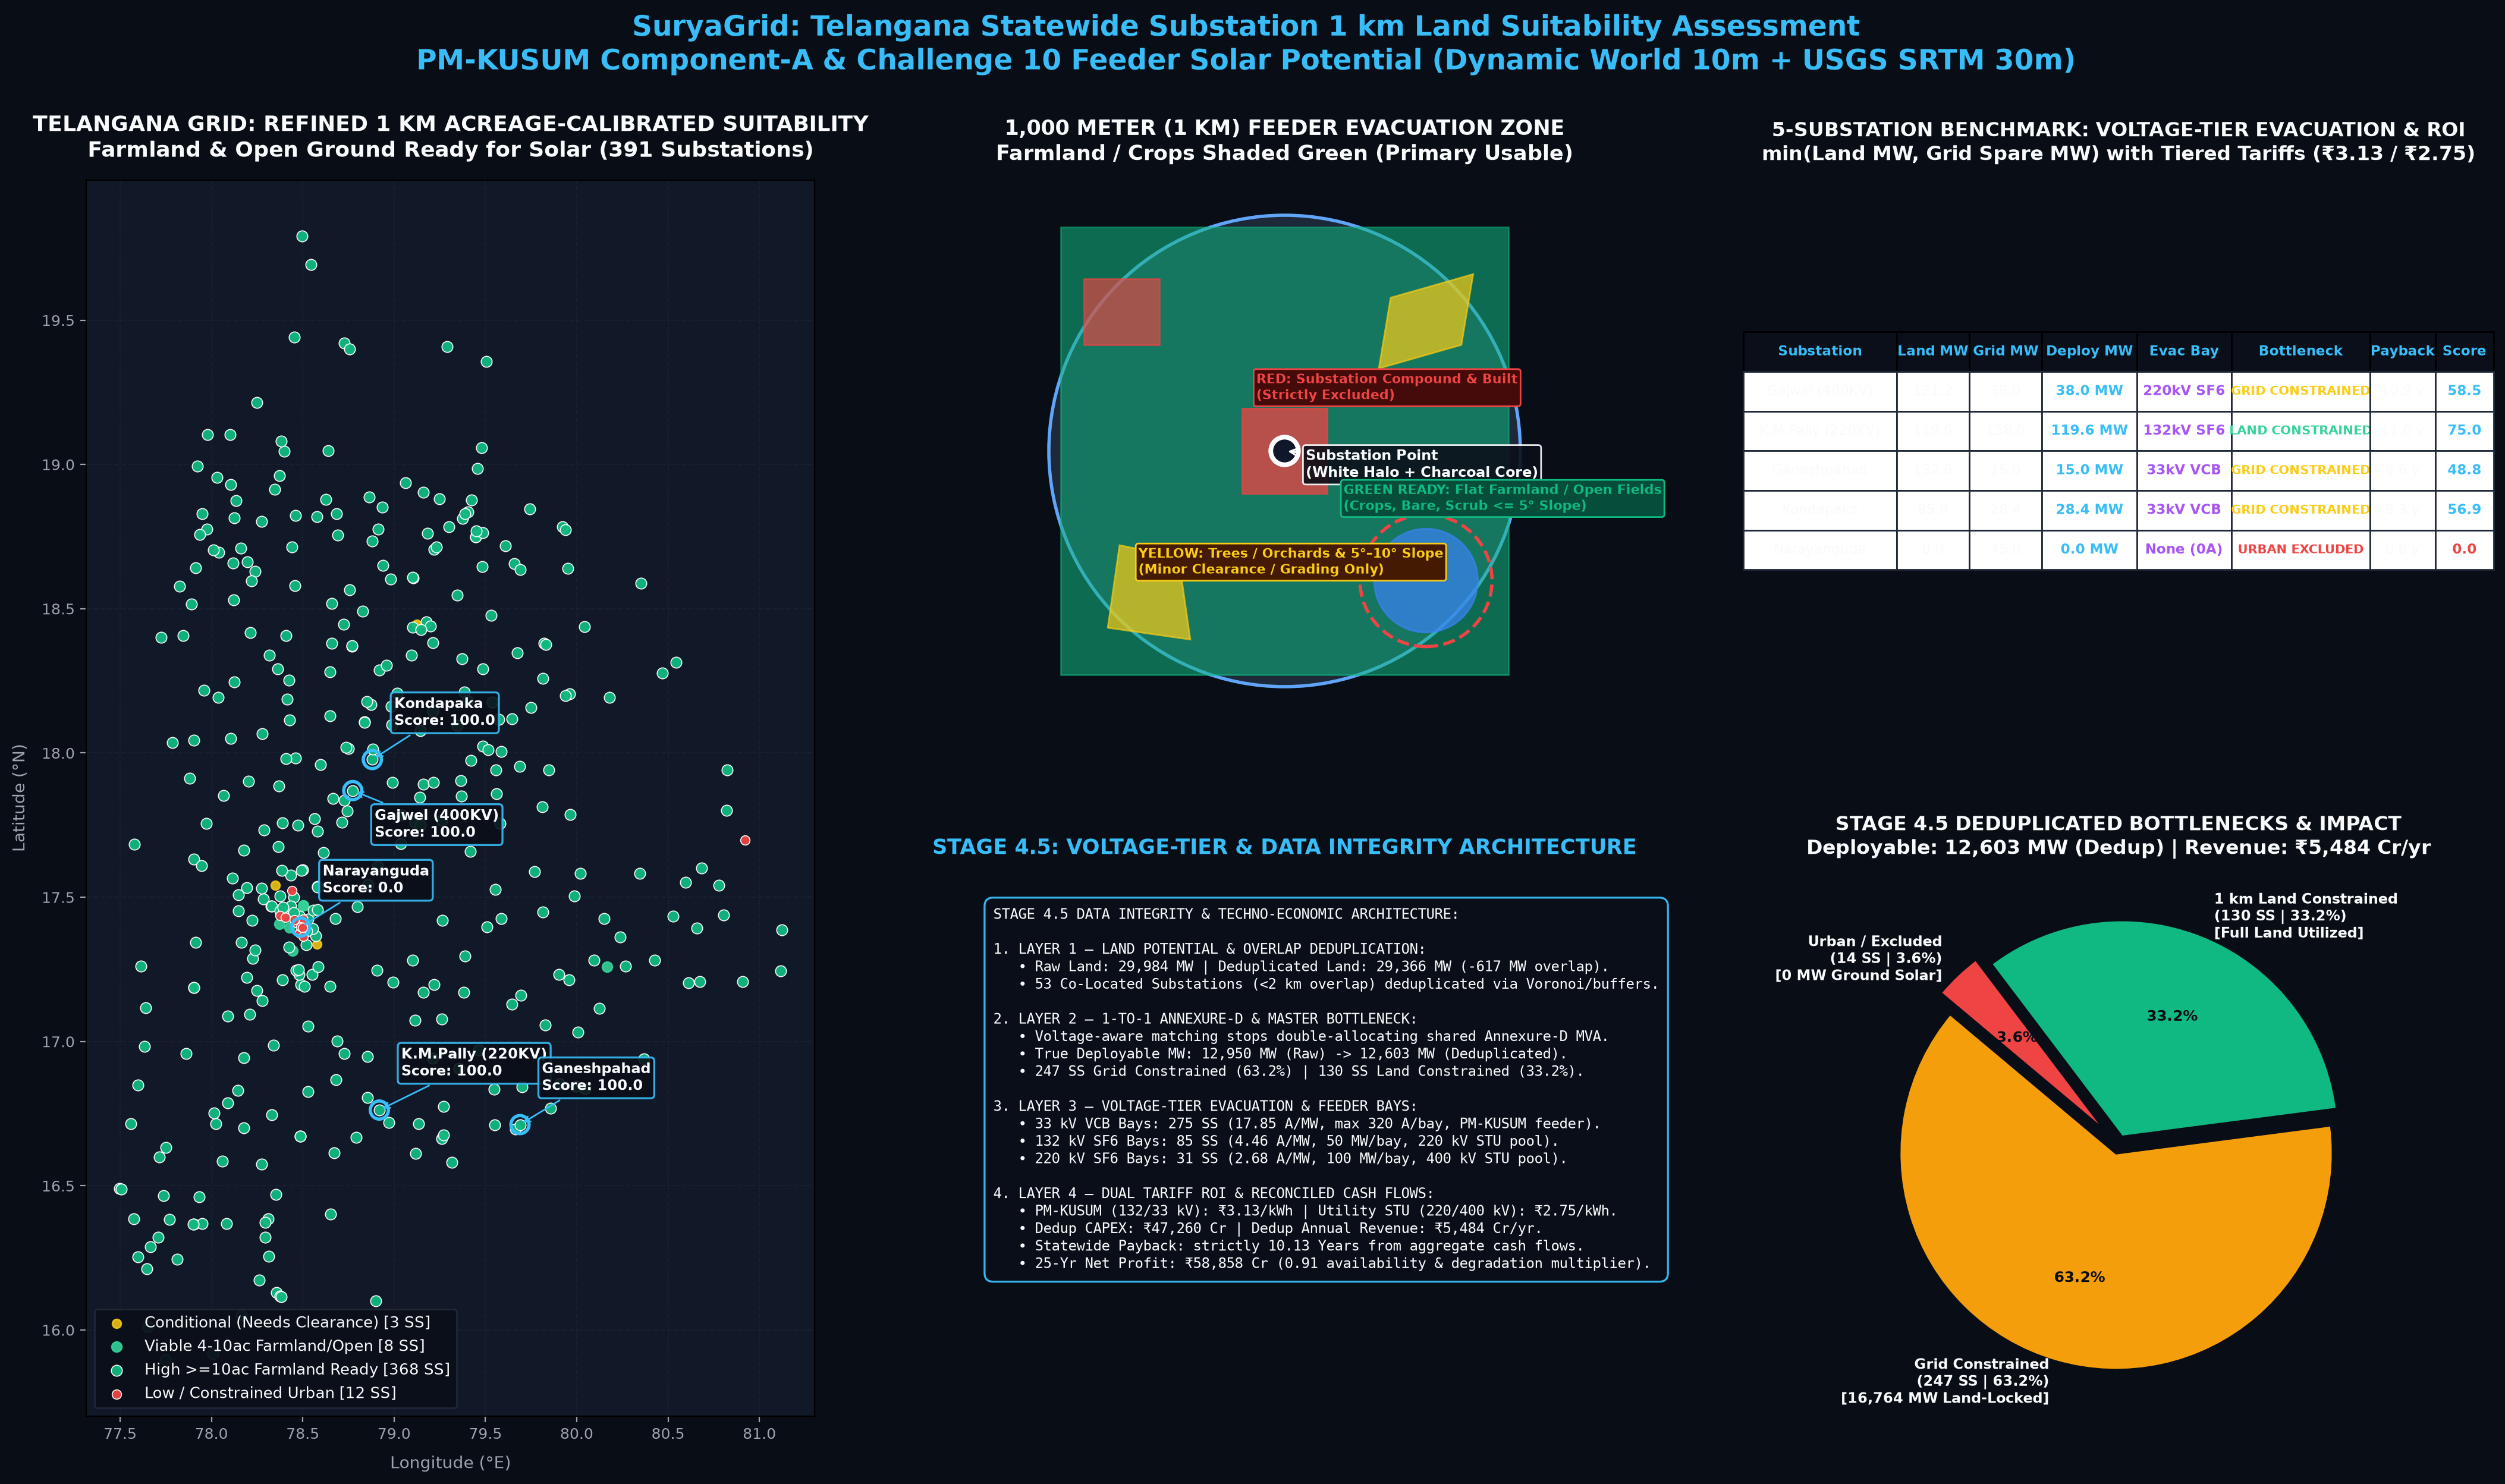 SuryaGrid: Telangana Statewide Substation 1 km Land Suitability Assessment
PM-KUSUM Component-A & Challenge 10 Feeder Solar Potential (Dynamic World 10m + USGS SRTM 30m)
TELANGANA GRID: REFINED 1 KM ACREAGE-CALIBRATED SUITABILITY
Farmland & Open Ground Ready for Solar (391 Substations)
Latitude (°N)
19.5
19.0
18.5
18.0
17.5
17.0
16.5
16.0
Kondapaka
Score: 100.0
Gajwel (400KV)
Score: 100.0
Narayanguda
Score: 0.0
K.M.Pally (220KV)
Score: 100.0
Ganeshpahad
Score: 100.0
Conditional (Needs Clearance) [3 SS]
Viable 4-10ac Farmland/Open [8 SS]
High >=10ac Farmland Ready [368 SS]
Low / Constrained Urban [12 SS]
77.5 78.0 78.5 79.0 79.5 80.0 80.5 81.0
Longitude (°E)
1,000 METER (1 KM) FEEDER EVACUATION ZONE
Farmland / Crops Shaded Green (Primary Usable)
RED: Substation Compound & Built
(Strictly Excluded)
Substation Point
(White Halo + Charcoal Core)
GREEN READY: Flat Farmland / Open Fields
(Crops, Bare, Scrub <= 5° Slope)
YELLOW: Trees / Orchards & 5°–10° Slope
(Minor Clearance / Grading Only)
5-SUBSTATION BENCHMARK: VOLTAGE-TIER EVACUATION & ROI
min(Land MW, Grid Spare MW) with Tiered Tariffs (₹3.13 / ₹2.75)
Substation Land MW Grid MW Deploy MW Evac Bay Bottleneck Payback Score
Gajwel (400KV) 38.0 MW 220kV SF6 GRID CONSTRAINED 58.5
K.M.Pally (220KV) 119.6 MW 132kV SF6 LAND CONSTRAINED 75.0
Ganeshpahad 15.0 MW 33kV VCB GRID CONSTRAINED 48.8
Kondapaka 28.4 MW 33kV VCB GRID CONSTRAINED 56.9
Narayanguda 0.0 MW None (0A) URBAN EXCLUDED 0.0
STAGE 4.5: VOLTAGE-TIER & DATA INTEGRITY ARCHITECTURE
STAGE 4.5 DATA INTEGRITY & TECHNO-ECONOMIC ARCHITECTURE:
1. LAYER 1 — LAND POTENTIAL & OVERLAP DEDUPLICATION:
• Raw Land: 29,984 MW | Deduplicated Land: 29,366 MW (-617 MW overlap).
• 53 Co-Located Substations (<2 km overlap) deduplicated via Voronoi/buffers.
2. LAYER 2 — 1-TO-1 ANNEXURE-D & MASTER BOTTLENECK:
• Voltage-aware matching stops double-allocating shared Annexure-D MVA.
• True Deployable MW: 12,950 MW (Raw) -> 12,603 MW (Deduplicated).
• 247 SS Grid Constrained (63.2%) | 130 SS Land Constrained (33.2%).
3. LAYER 3 — VOLTAGE-TIER EVACUATION & FEEDER BAYS:
• 33 kV VCB Bays: 275 SS (17.85 A/MW, max 320 A/bay, PM-KUSUM feeder).
• 132 kV SF6 Bays: 85 SS (4.46 A/MW, 50 MW/bay, 220 kV STU pool).
• 220 kV SF6 Bays: 31 SS (2.68 A/MW, 100 MW/bay, 400 kV STU pool).
4. LAYER 4 — DUAL TARIFF ROI & RECONCILED CASH FLOWS:
• PM-KUSUM (132/33 kV): ₹3.13/kWh | Utility STU (220/400 kV): ₹2.75/kWh.
• Dedup CAPEX: ₹47,260 Cr | Dedup Annual Revenue: ₹5,484 Cr/yr.
• Statewide Payback: strictly 10.13 Years from aggregate cash flows.
• 25-Yr Net Profit: ₹58,858 Cr (0.91 availability & degradation multiplier).
STAGE 4.5 DEDUPLICATED BOTTLENECKS & IMPACT
Deployable: 12,603 MW (Dedup) | Revenue: ₹5,484 Cr/yr
1 km Land Constrained
(130 SS | 33.2%)
[Full Land Utilized]
Urban / Excluded
(14 SS | 3.6%)
[0 MW Ground Solar]
33.2%
3.6%
63.2%
Grid Constrained
(247 SS | 63.2%)
[16,764 MW Land-Locked]